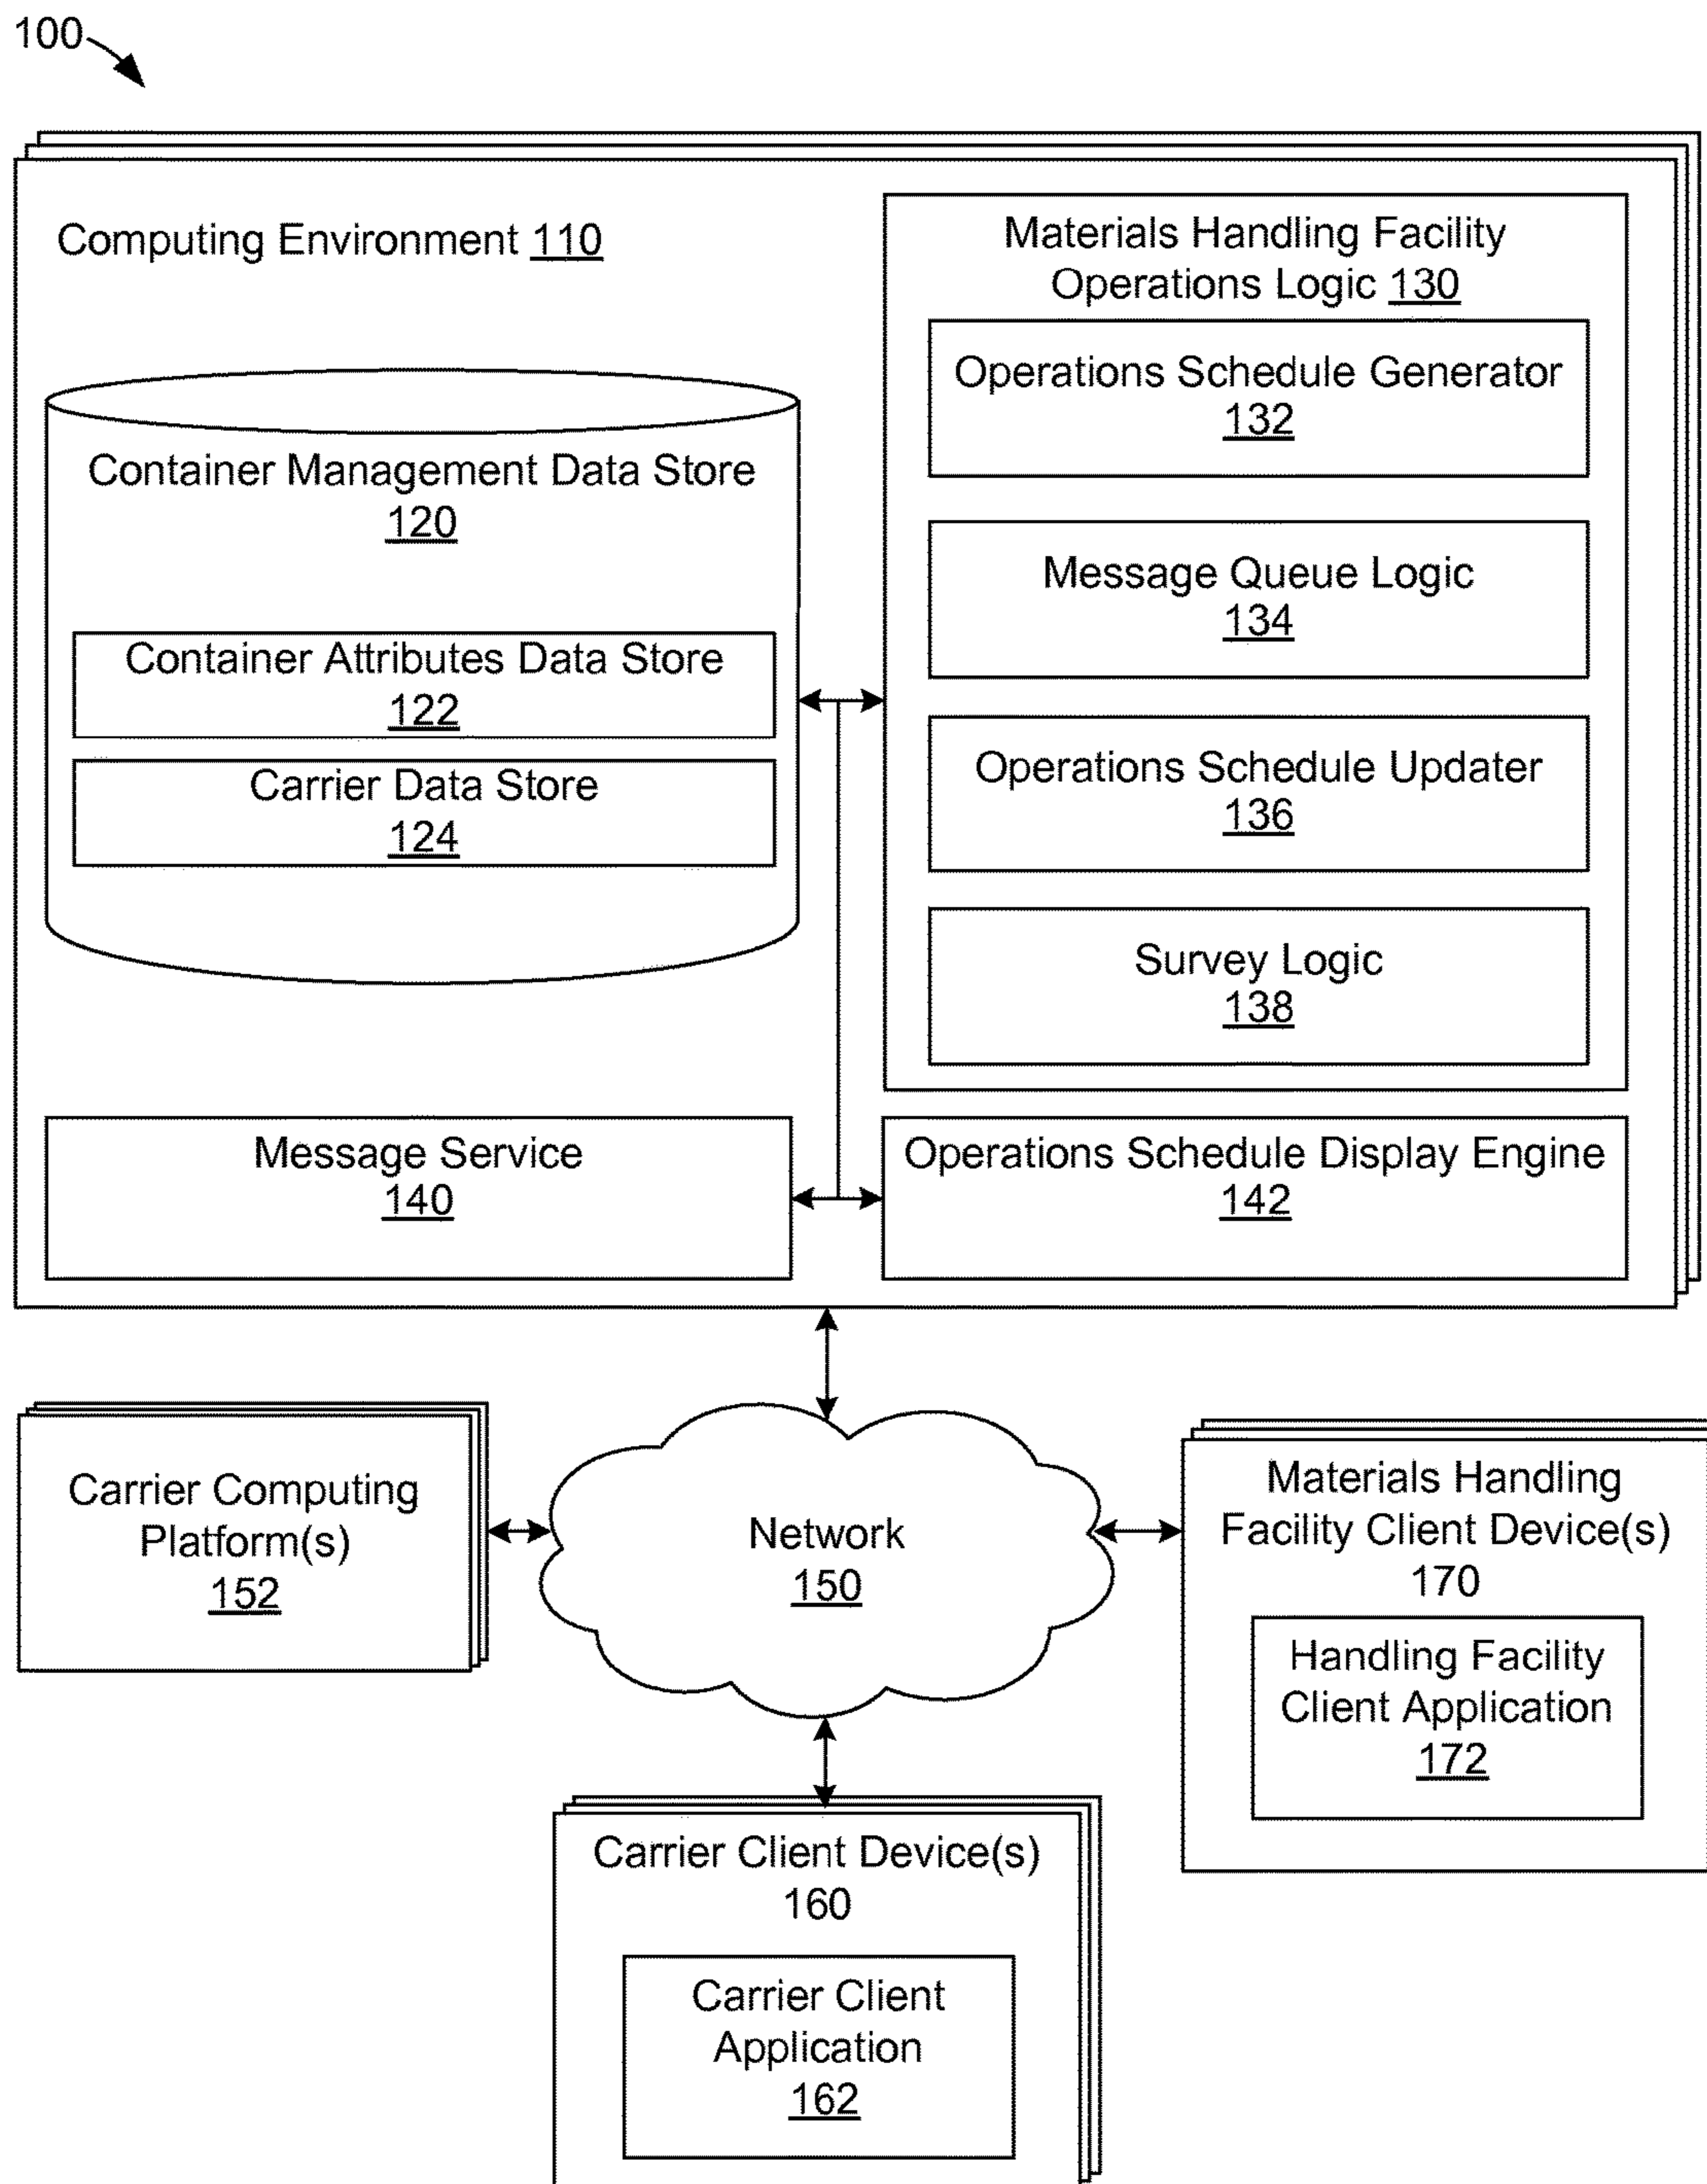 100
Computing Environment 110
Container Management Data Store
120
Container Attributes Data Store
122
Carrier Data Store
124
Materials Handling Facility
Operations Logic 130
Operations Schedule Generator
132
Message Queue Logic
134
Operations Schedule Updater
136
Survey Logic
138
Message Service
140
Operations Schedule Display Engine
142
Carrier Computing
Platform(s)
152
Network
150
Materials Handling
Facility Client Device(s)
170
Handling Facility
Client Application
172
Carrier Client Device(s)
160
Carrier Client
Application
162